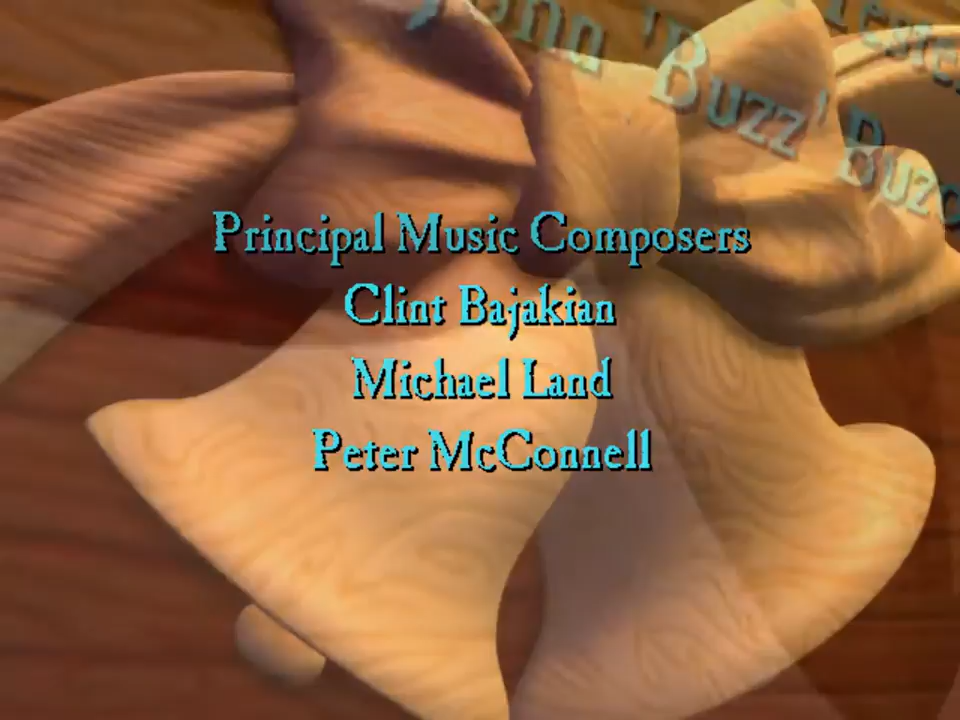 'Buzz'
Principal Music Composers
Clint Bajakian
Michael Land
Peter McConnell